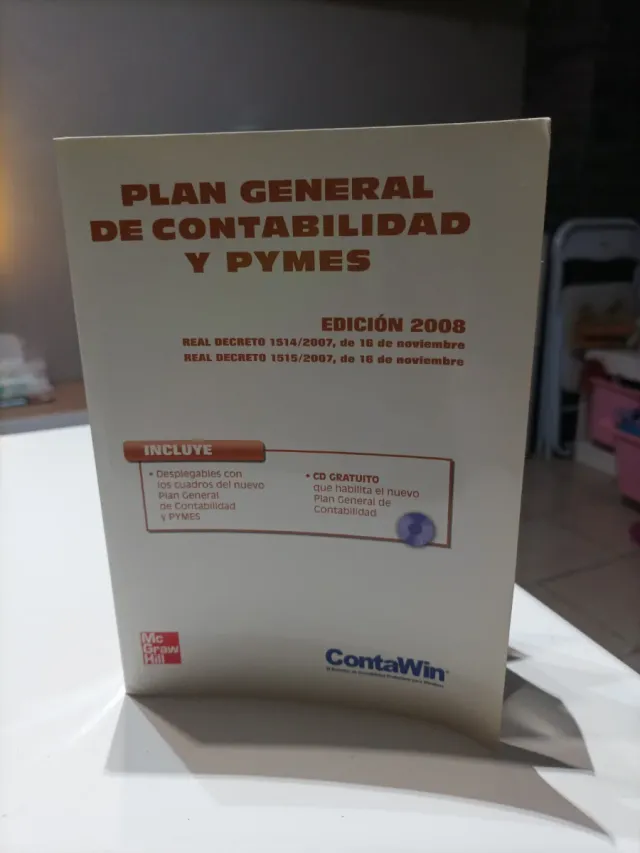 PLAN GENERAL
DE CONTABILIDAD
Y PYMES
EDICIÓN 2008
REAL DECRETO 1514/2007, de 16 de noviembre
REAL DECRETO 1515/2007, de 16 de noviembre
INCLUYE
• Desplegables con
los cuadros del nuevo
Plan General
de Contabilidad
y PYMES
• CD GRATUITO
que habilita el nuevo
Plan General de
Contabilidad
Mc
Graw
Hill
ContaWin